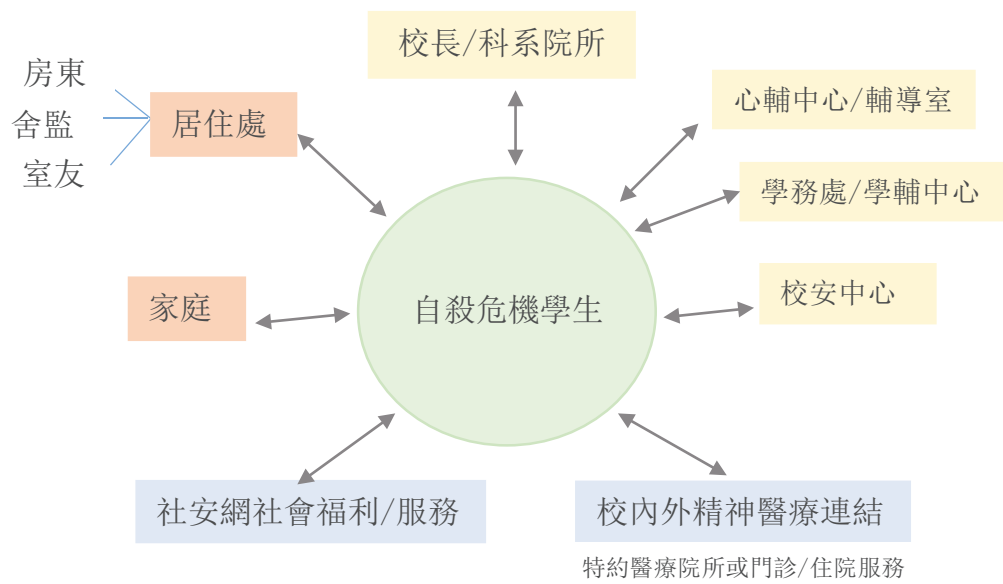 校長/科系院所
房東
舍監
室友
居住處
心輔中心/輔導室
學務處/學輔中心
家庭
自殺危機學生
校安中心
社安網社會福利/服務
校內外精神醫療連結
特約醫療院所或門診/住院服務